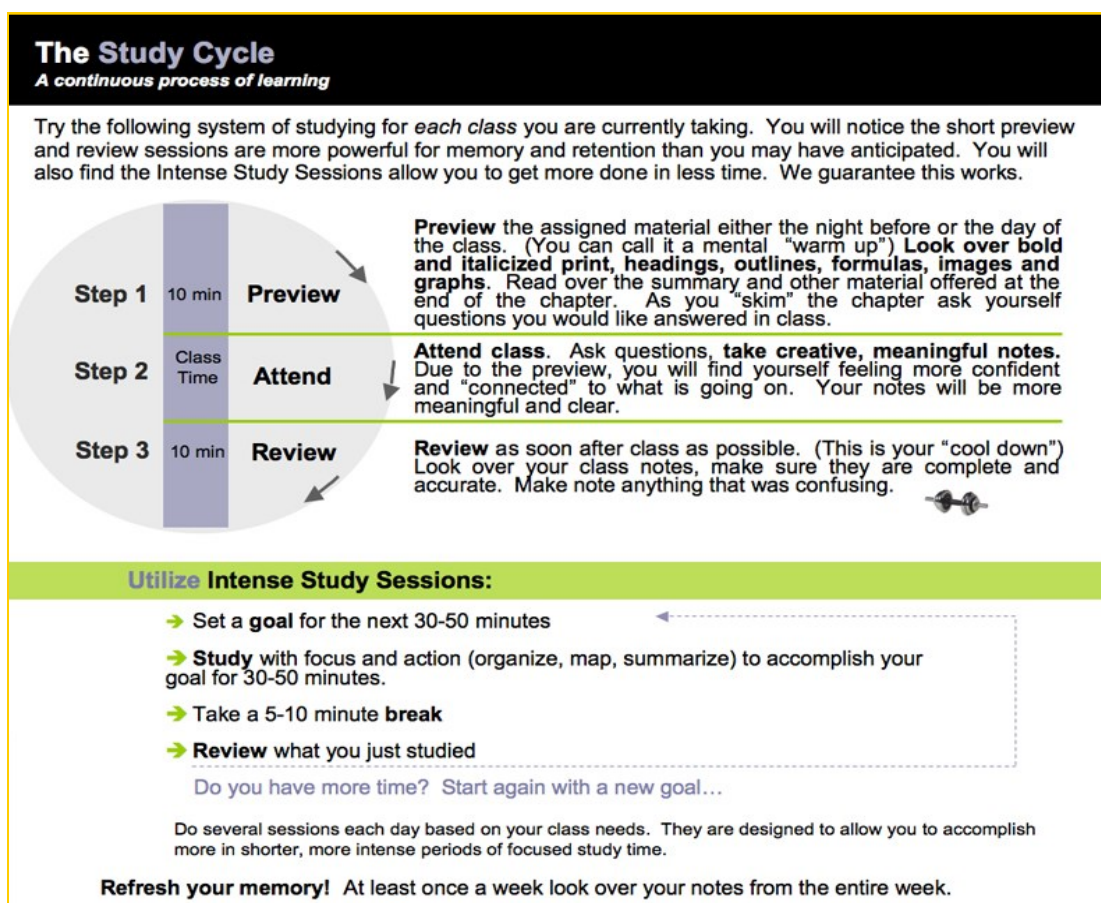 The Study Cycle
A continuous process of learning
Try the following system of studying for each class you are currently taking. You will notice the short preview
and review sessions are more powerful for memory and retention than you may have anticipated. You will
also find the Intense Study Sessions allow you to get more done in less time. We guarantee this works.
Step 1 10 min Preview
Preview the assigned material either the night before or the day of
the class. (You can call it a mental "warm up") Look over bold
and italicized print, headings, outlines, formulas, images and
graphs. Read over the summary and other material offered at the
end of the chapter. As you "skim" the chapter ask yourself
questions you would like answered in class.
Step 2 Class
Time Attend
Attend class. Ask questions, take creative, meaningful notes.
Due to the preview, you will find yourself feeling more confident
and "connected" to what is going on. Your notes will be more
meaningful and clear.
Step 3 10 min Review
Review as soon after class as possible. (This is your "cool down")
Look over your class notes, make sure they are complete and
accurate. Make note anything that was confusing.
Utilize Intense Study Sessions:
➔ Set a goal for the next 30-50 minutes
➔ Study with focus and action (organize, map, summarize) to accomplish your
goal for 30-50 minutes.
➔ Take a 5-10 minute break
➔ Review what you just studied
Do you have more time? Start again with a new goal…
Do several sessions each day based on your class needs. They are designed to allow you to accomplish
more in shorter, more intense periods of focused study time.
Refresh your memory! At least once a week look over your notes from the entire week.